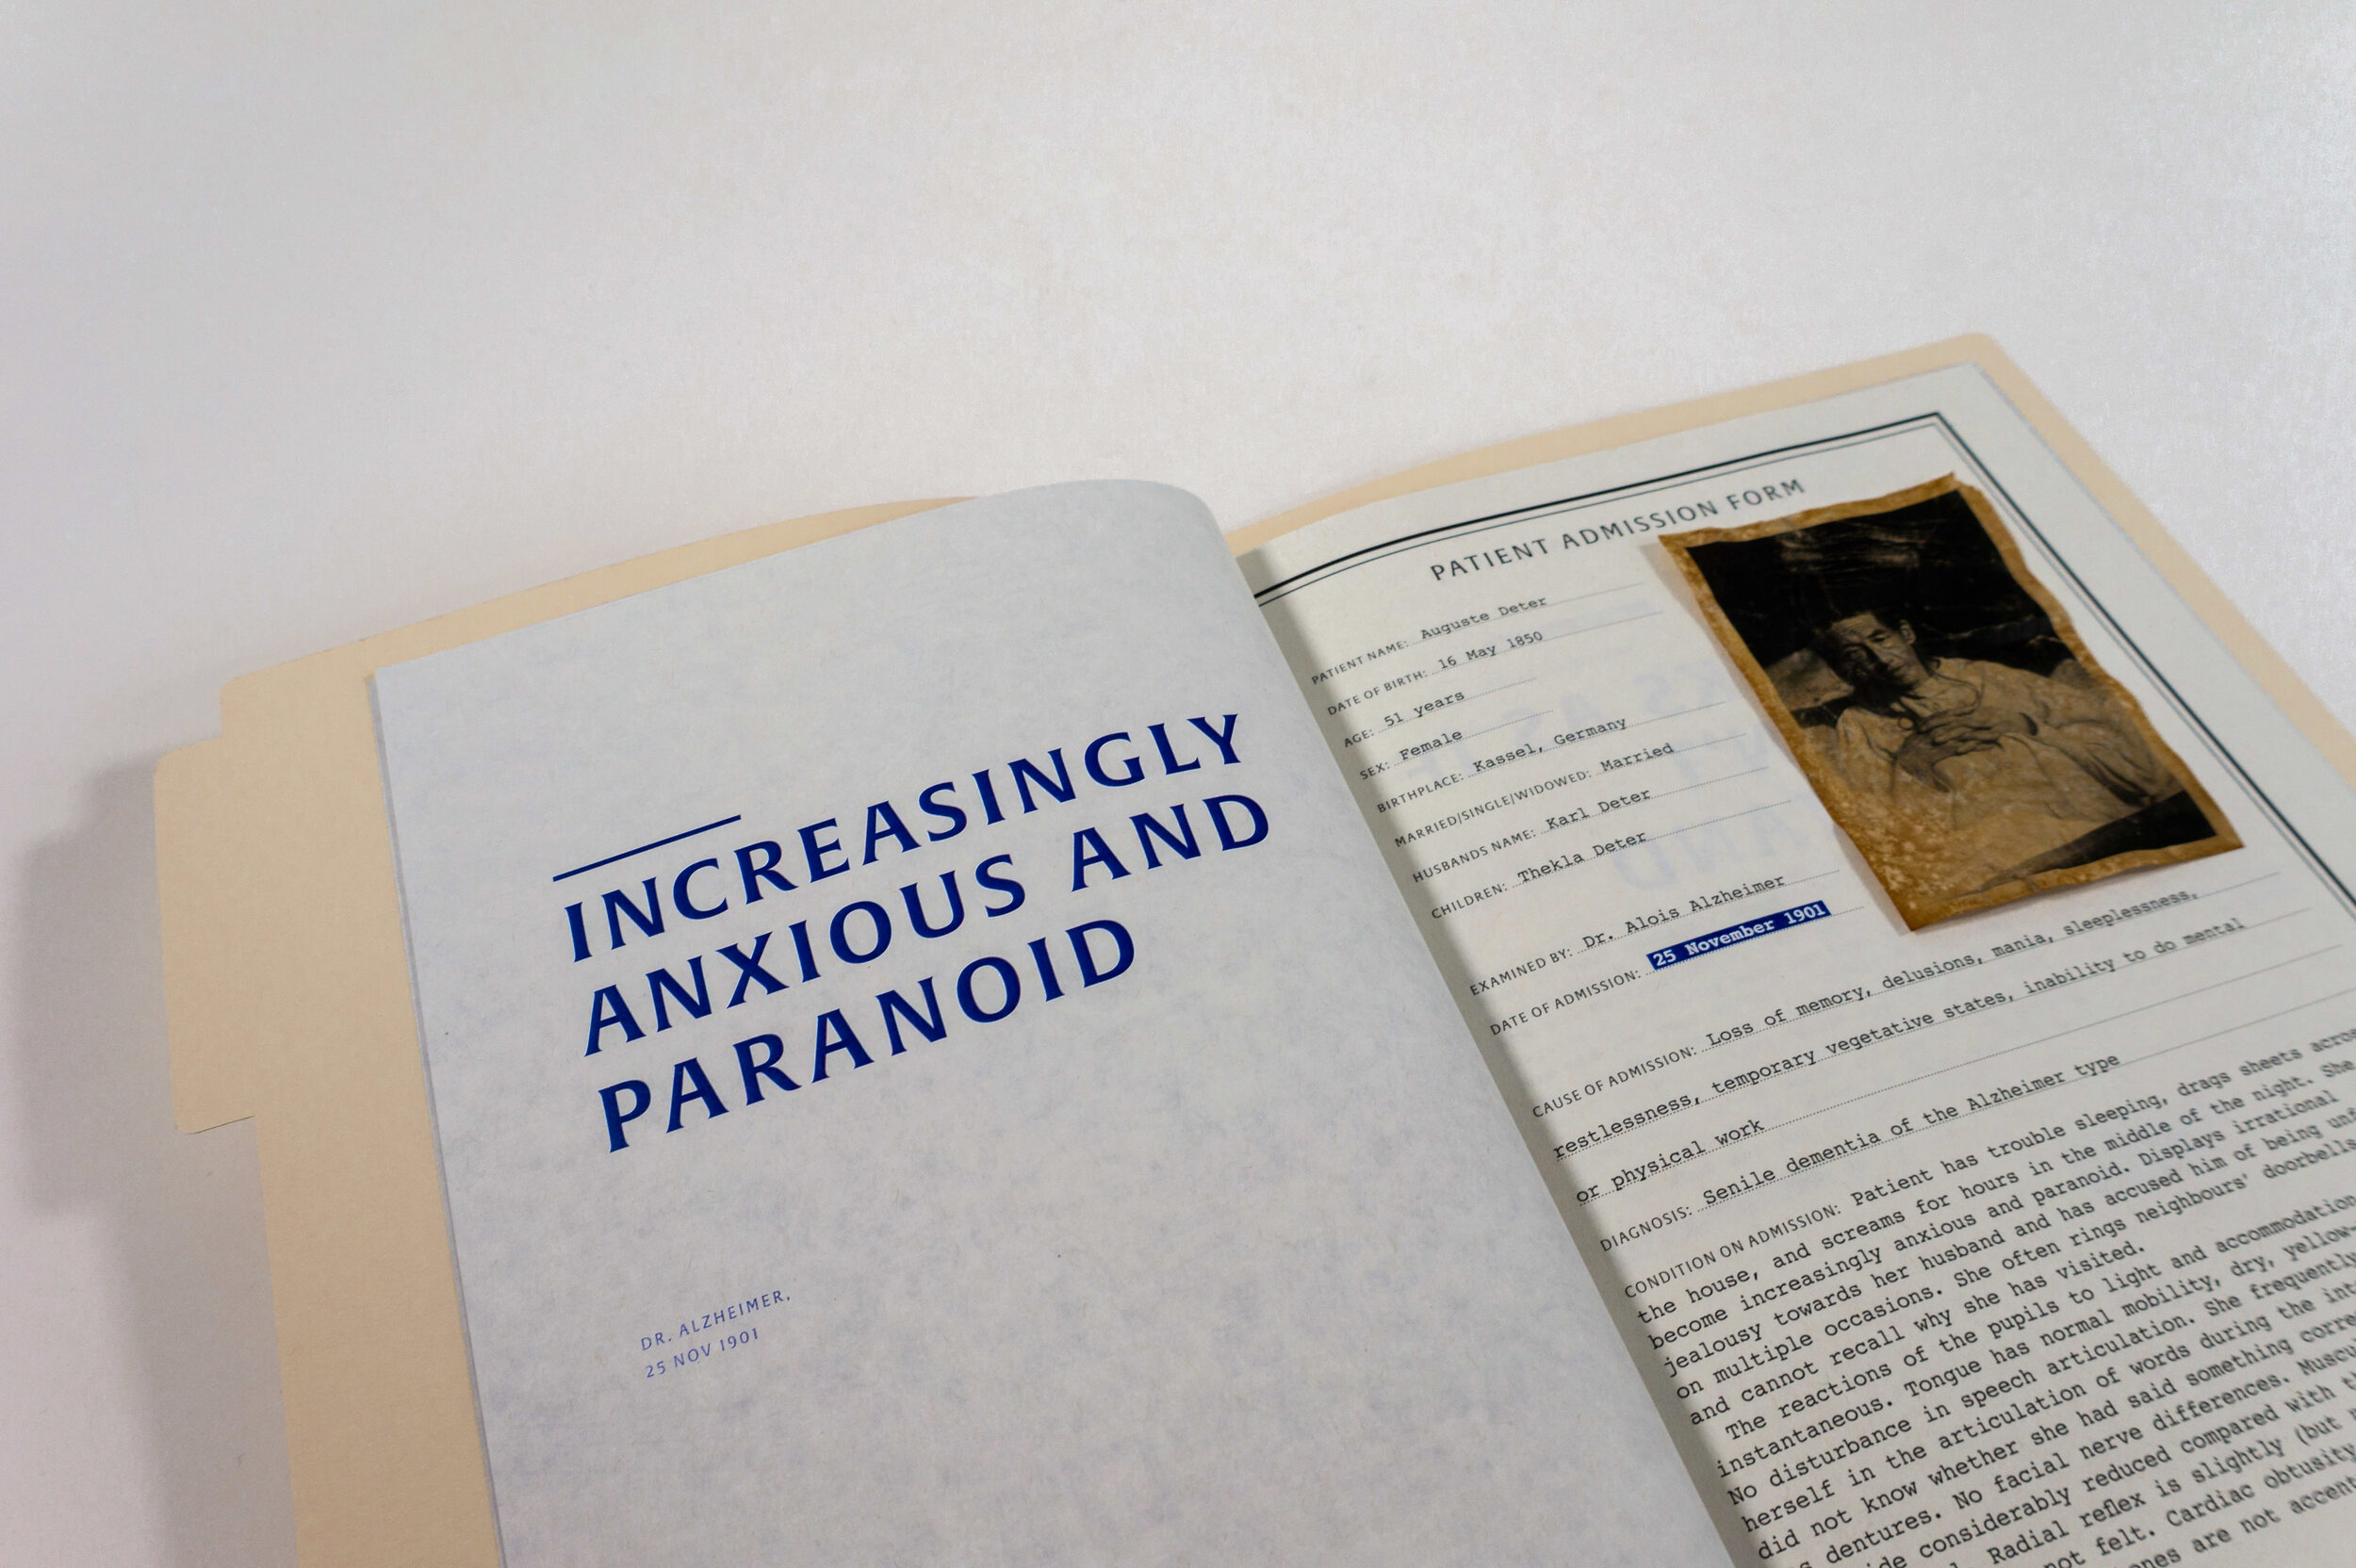 INCREASINGLY
ANXIOUS AND
PARANOID
DR. ALZHEIMER,
25 NOV 1901
PATIENT ADMISSION FORM
PATIENT NAME: Auguste Deter
DATE OF BIRTH: 16 May 1850
AGE: 51 years
SEX: Female
BIRTHPLACE: Kassel, Germany
MARRIED/SINGLE/WIDOWED: Married
HUSBANDS NAME: Karl Deter
CHILDREN: Thekla Deter
EXAMINED BY: Dr. Alois Alzheimer
DATE OF ADMISSION: 25 November 1901
CAUSE OF ADMISSION: Loss of memory, delusions, mania, sleeplessness,
restlessness, temporary vegetative states, inability to do mental
or physical work
DIAGNOSIS: Senile dementia of the Alzheimer type
CONDITION ON ADMISSION: Patient has trouble sleeping, drags sheets across
the house, and screams for hours in the middle of the night. She
become increasingly anxious and paranoid. Displays irrational
jealousy towards her husband and has accused him of being
on multiple occasions. She often rings neighbours' doorbells
and cannot recall why she has visited.
The reactions of the pupils to light and accommodation
instantaneous. Tongue has normal mobility, dry, yellow-
No disturbance in speech articulation. She frequently
herself in the articulation of words during the
did not know whether she had said something
dentures. No facial nerve differences.
considerably reduced compared with
Radial reflex is slightly (but
not felt. Cardiac obtusity
are not